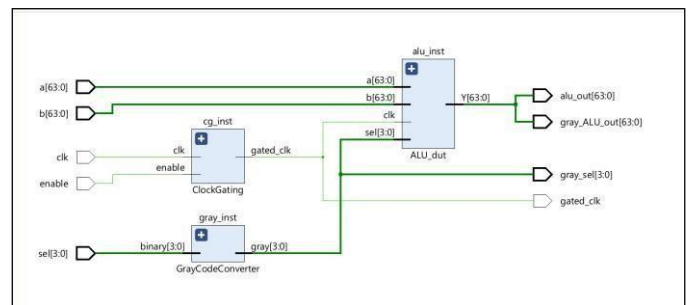 alu_inst
a[63:0]
a[63:0]
b[63:0]
b[63:0]
Y[63:0]
alu_out[63:0]
gray_ALU_out[63:0]
cg_inst
clk
sel[3:0]
ALU_dut
clk
clk
gated_clk
enable
enable
ClockGating
gray_sel[3:0]
gated_clk
gray_inst
sel[3:0]
binary[3:0]
gray[3:0]
GrayCodeConverter